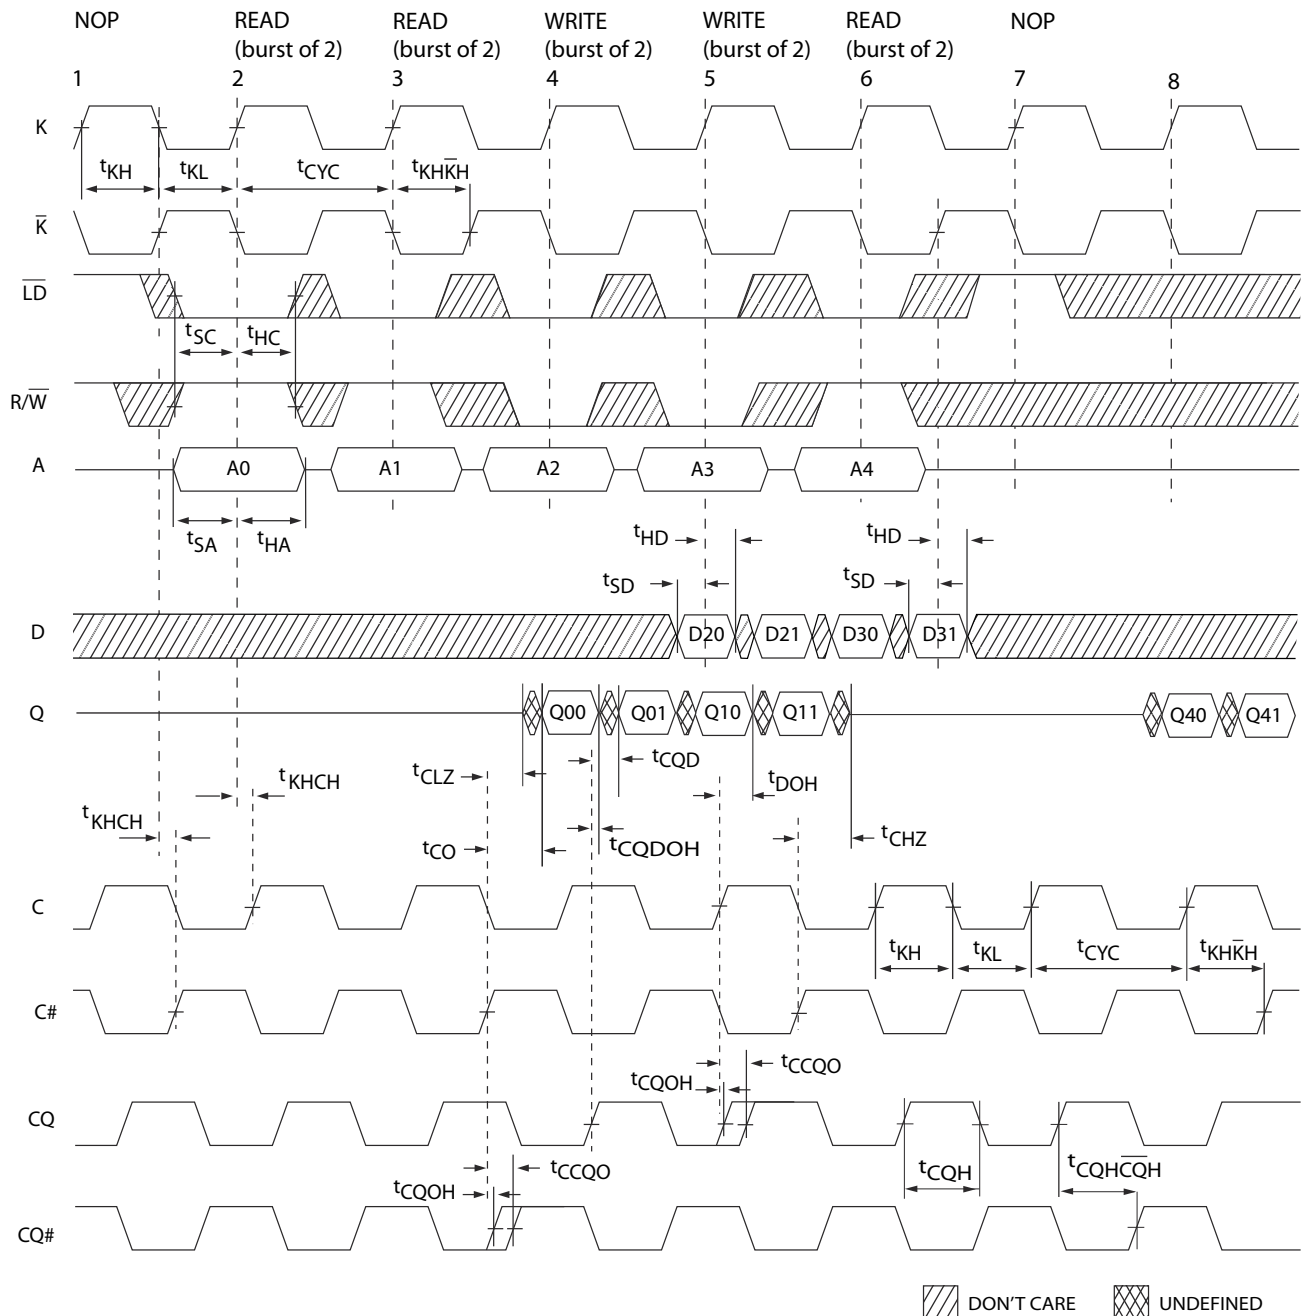 NOP READ READ WRITE WRITE READ NOP
(burst of 2) (burst of 2) (burst of 2) (burst of 2) (burst of 2)
1 2 3 4 5 6 7 8
K
tKH tKL tCYC tKHK̅H
K̅
L̅D̅
tSC tHC
R/W̅
A A0 A1 A2 A3 A4
tSA tHA tHD tHD
tSD tSD
D D20 D21 D30 D31
Q Q00 Q01 Q10 Q11 Q40 Q41
tCLZ tKHCH tCQD tDOH
tKHCH tCO tCQDOH tCHZ
C
tKH tKL tCYC tKHK̅H
C#
tCQOH tCCQO
CQ
tCQOH tCCQO tCQH tCQHC̅Q̅H
CQ#
DON'T CARE UNDEFINED